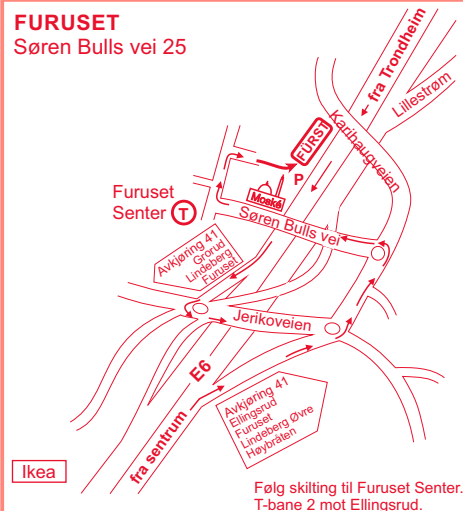 FURUSET
Søren Bulls vei 25
fra Trondheim
Lillestrøm
Karihaugveien
FÜRST
P
Moské
Furuset
Senter T
Søren Bulls vei
Avkjøring 41
Grorud
Lindeberg
Furuset
Jerikoveien
E6
Avkjøring 41
Ellingsrud
Furuset
Lindeberg Øvre
Høybråten
fra sentrum
Ikea
Følg skilting til Furuset Senter.
T-bane 2 mot Ellingsrud.